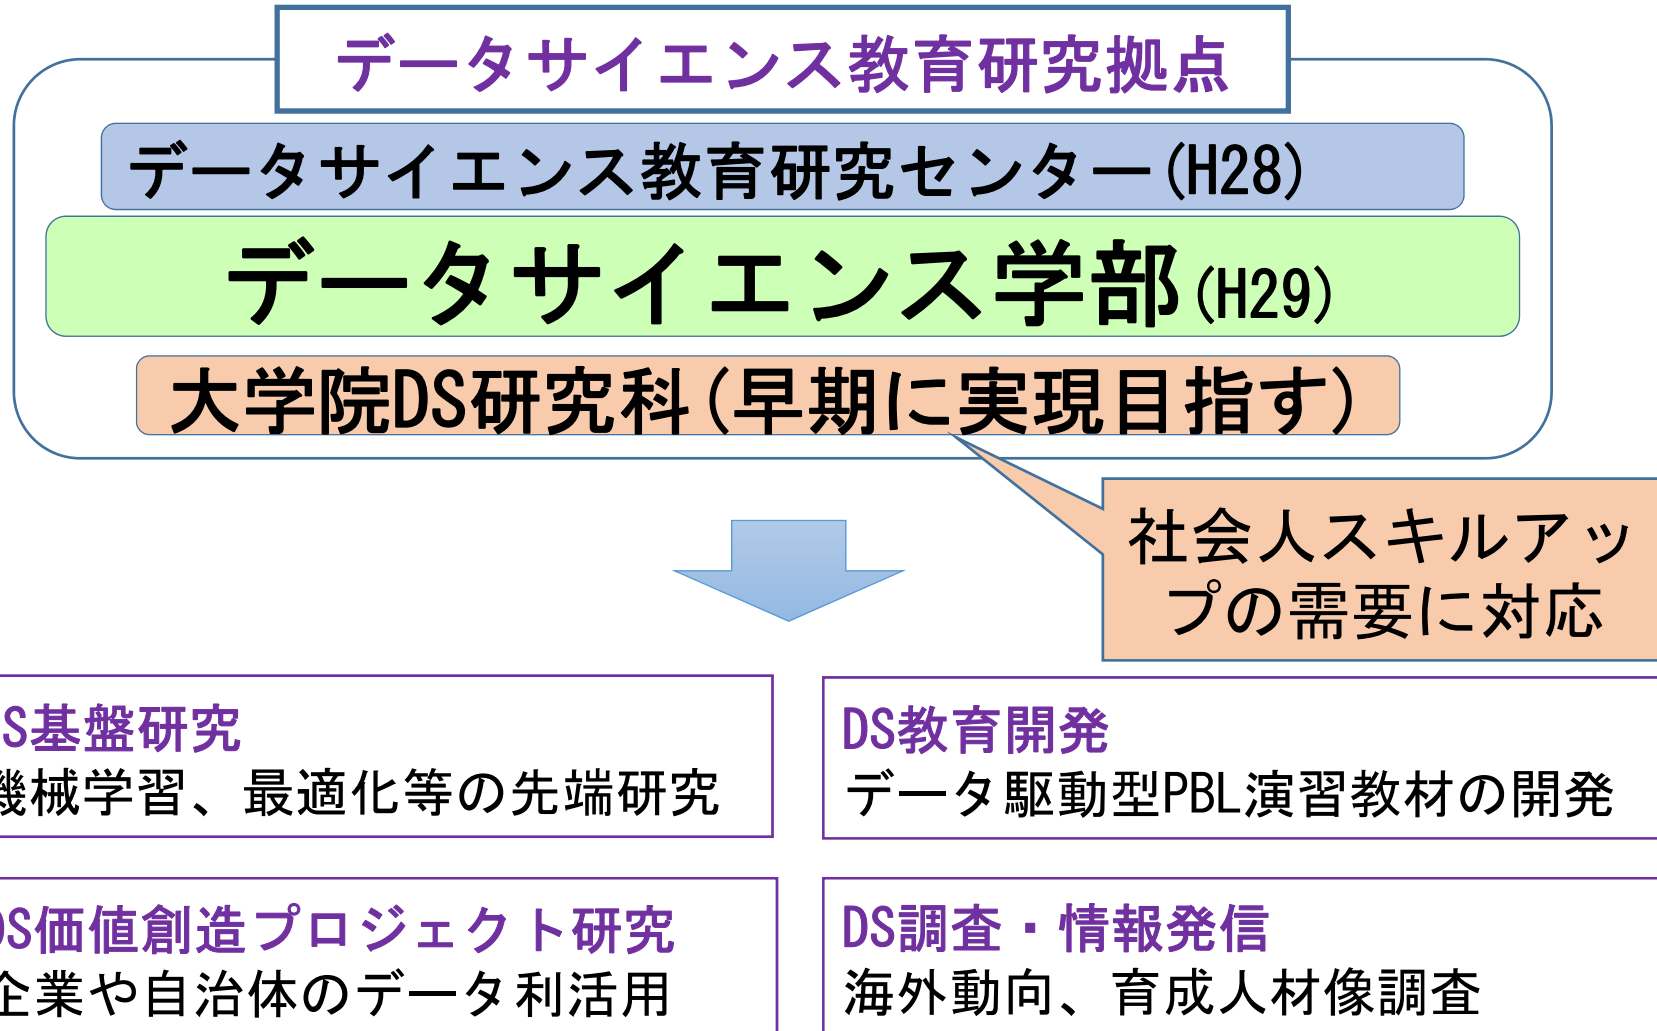 データサイエンス教育研究拠点
データサイエンス教育研究センター(H28)
データサイエンス学部(H29)
大学院DS研究科(早期に実現目指す)
社会人スキルアッ
プの需要に対応
DS基盤研究
機械学習、最適化等の先端研究
DS教育開発
データ駆動型PBL演習教材の開発
DS価値創造プロジェクト研究
企業や自治体のデータ利活用
DS調査・情報発信
海外動向、育成人材像調査